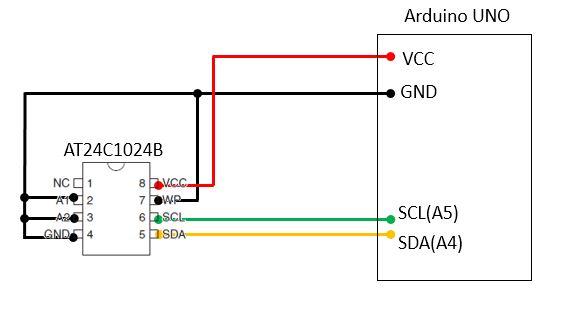 Arduino UNO
VCC
GND
AT24C1024B
NC 1 8 VCC
A1 2 7 WP
A2 3 6 SCL
GND 4 5 SDA
SCL(A5)
SDA(A4)